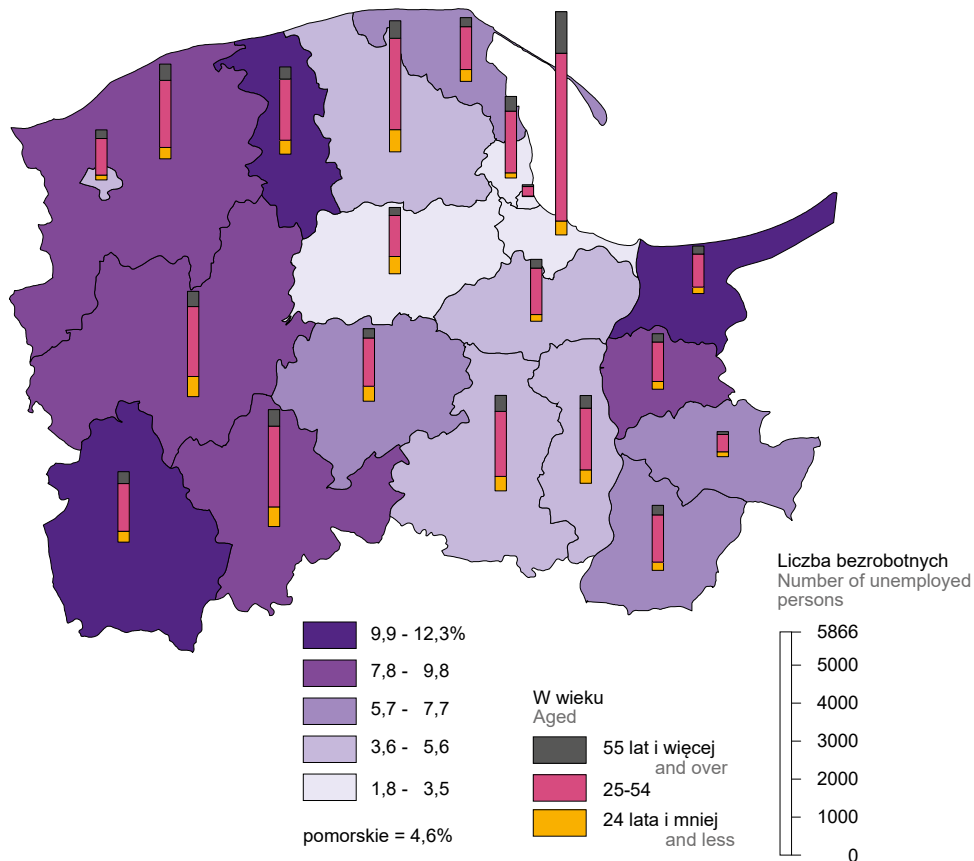 9,9 - 12,3%
7,8 - 9,8
5,7 - 7,7
3,6 - 5,6
1,8 - 3,5
pomorskie = 4,6%
W wieku
Aged
55 lat i więcej
and over
25-54
24 lata i mniej
and less
Liczba bezrobotnych
Number of unemployed
persons
5866
5000
4000
3000
2000
1000
0